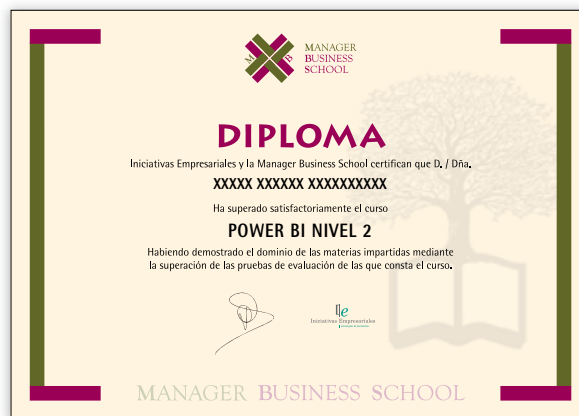 M B
MANAGER
BUSINESS
SCHOOL
DIPLOMA
Iniciativas Empresariales y la Manager Business School certifican que D. / Dña.
XXXXX XXXXXX XXXXXXXXXX
Ha superado satisfactoriamente el curso
POWER BI NIVEL 2
Habiendo demostrado el dominio de las materias impartidas mediante
la superación de las pruebas de evaluación de las que consta el curso.
Iniciativas Empresariales
MANAGER BUSINESS SCHOOL